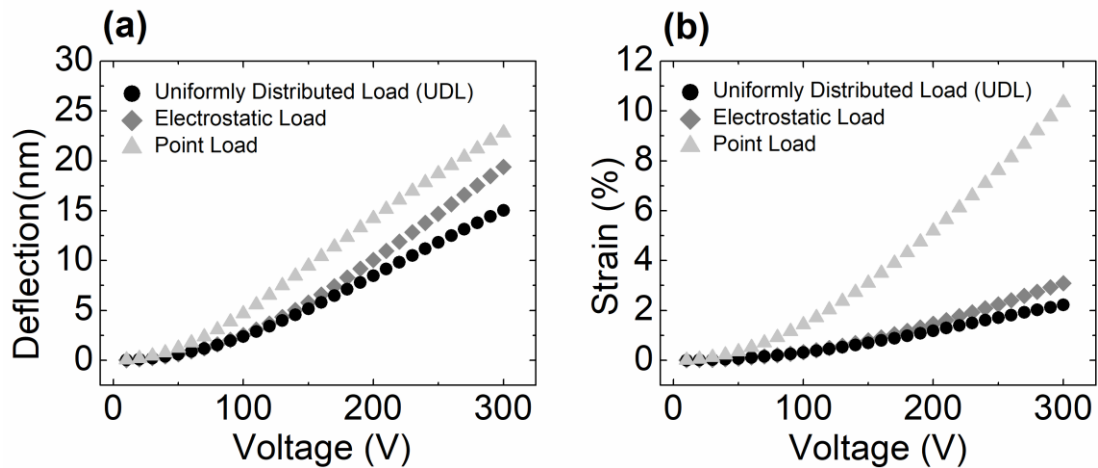 (a)
30
25
20
15
10
5
0
Deflection(nm)
Uniformly Distributed Load (UDL)
Electrostatic Load
Point Load
0 100 200 300
Voltage (V)
(b)
12
10
8
6
4
2
0
Strain (%)
Uniformly Distributed Load (UDL)
Electrostatic Load
Point Load
0 100 200 300
Voltage (V)